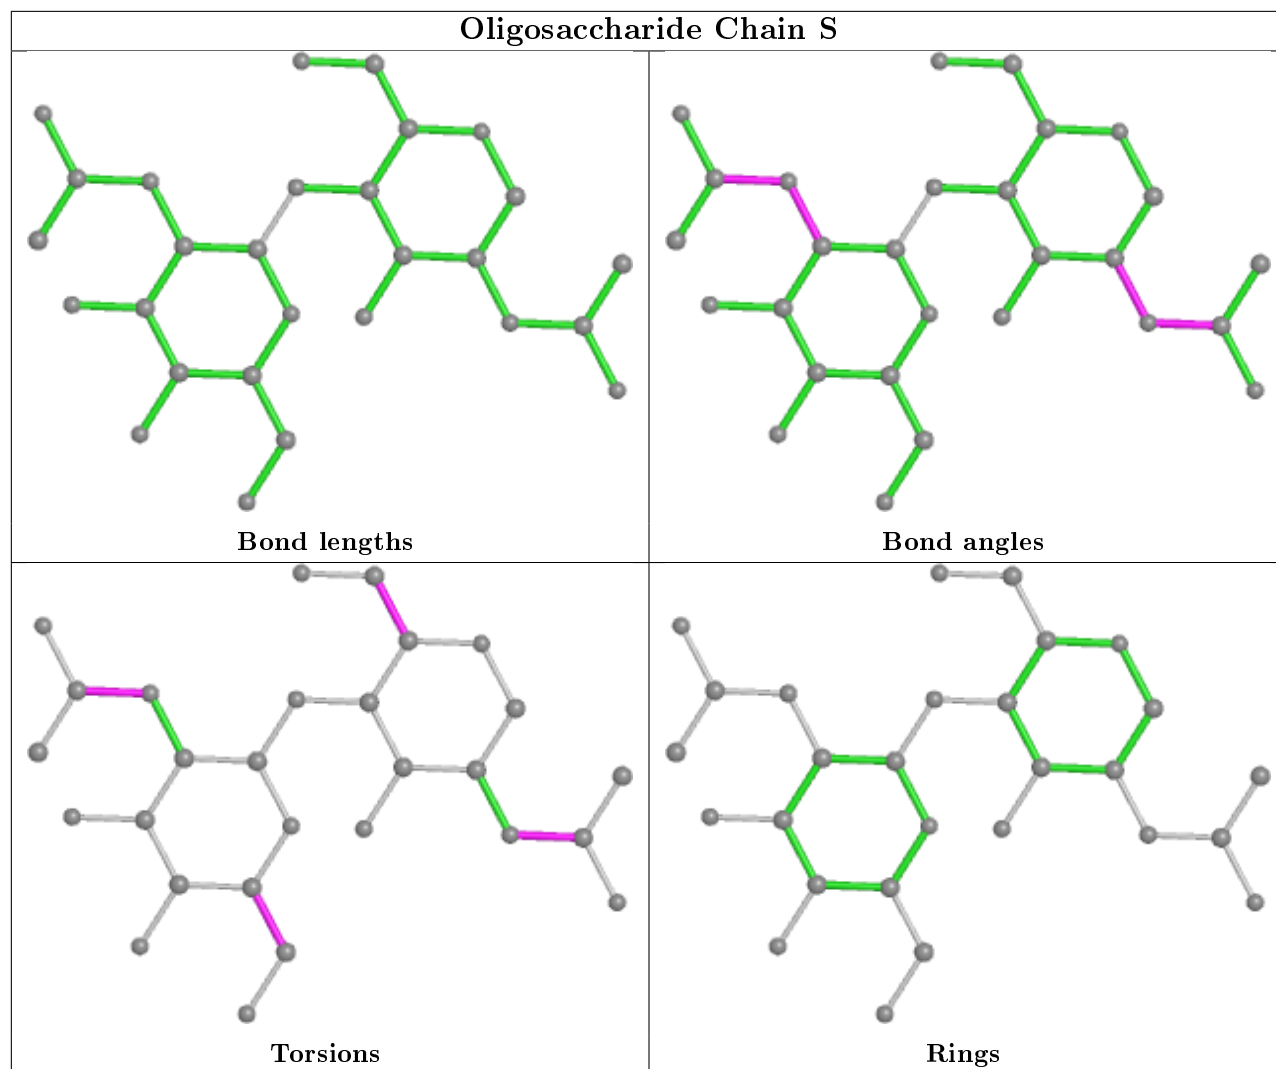 Oligosaccharide Chain S
Bond lengths
Bond angles
Torsions
Rings